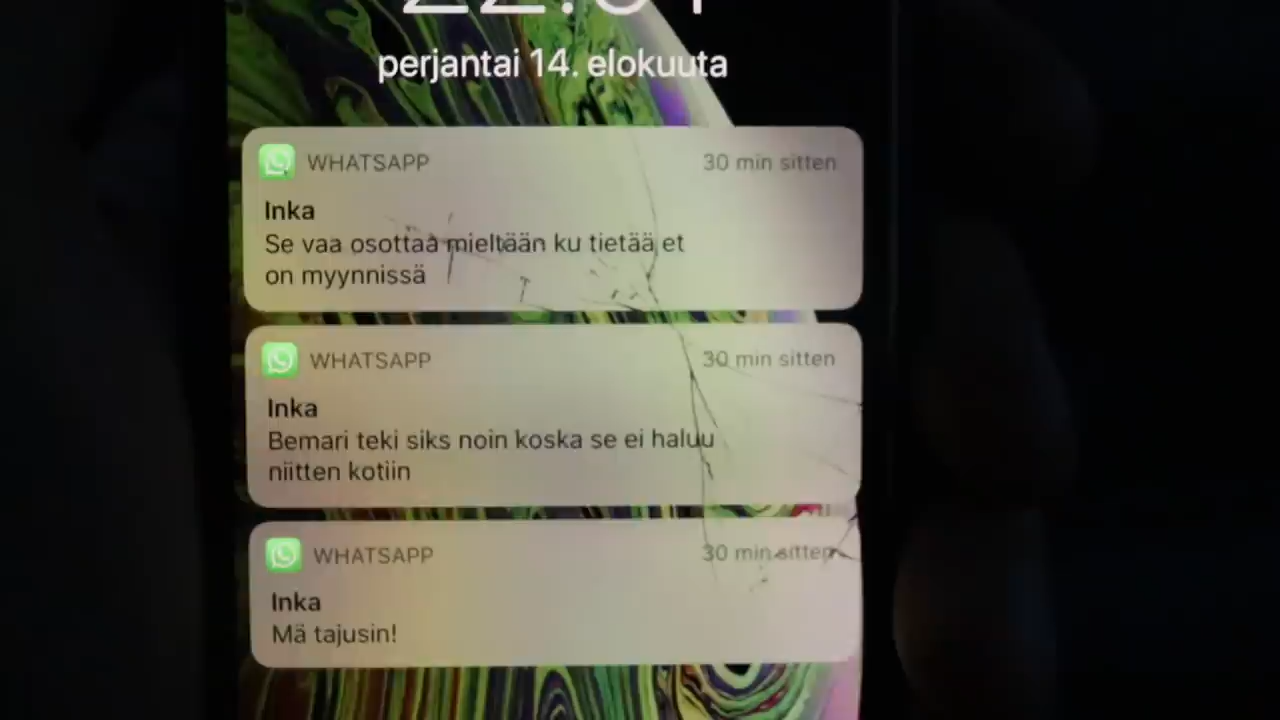 perjantai 14. elokuuta
WHATSAPP 30 min sitten
Inka
Se vaa osottaa mieltään ku tietää et
on myynnissä
WHATSAPP 30 min sitten
Inka
Bemari teki siks noin koska se ei haluu
niitten kotiin
WHATSAPP 30 min sitten
Inka
Mä tajusin!